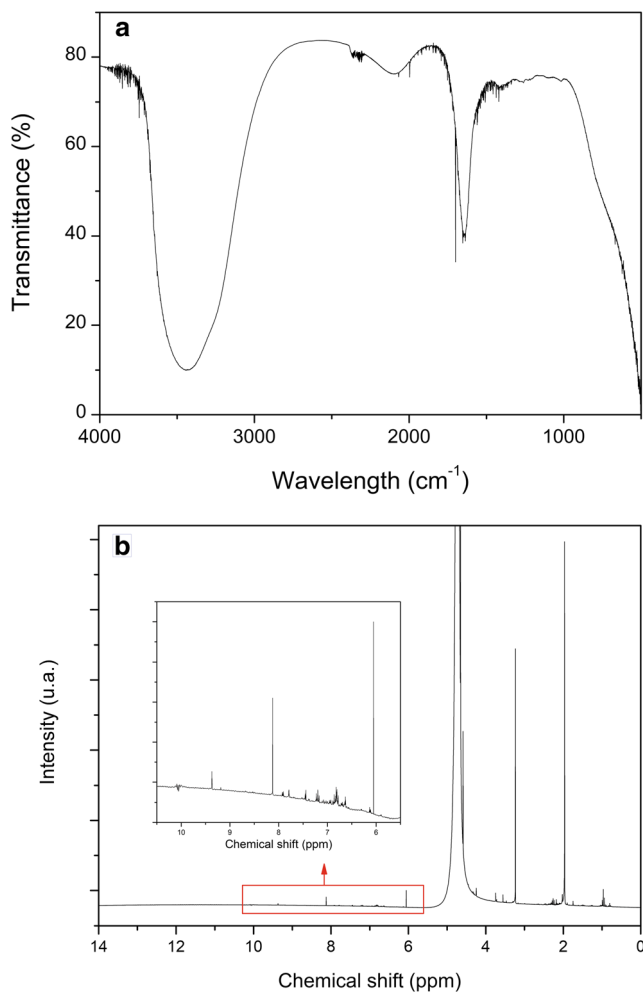 a
80
60
40
20
0
4000 3000 2000 1000
Transmittance (%)
Wavelength (cm-1)
b
10 9 8 7 6
Chemical shift (ppm)
Intensity (u.a.)
14 12 10 8 6 4 2 0
Chemical shift (ppm)